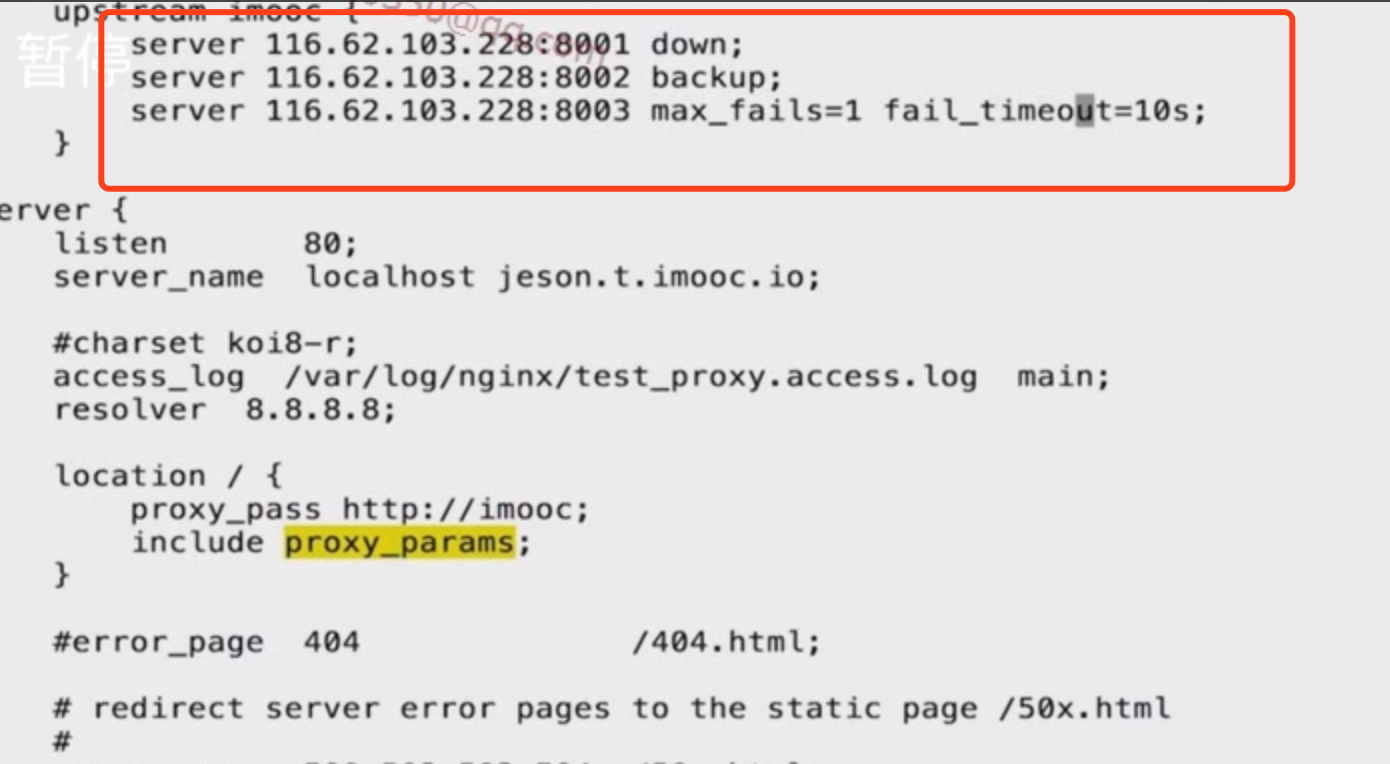 upstream imooc {
server 116.62.103.228:8001 down;
暂停
server 116.62.103.228:8002 backup;
server 116.62.103.228:8003 max_fails=1 fail_timeout=10s;
}
erver {
listen 80;
server_name localhost jeson.t.imooc.io;
#charset koi8-r;
access_log /var/log/nginx/test_proxy.access.log main;
resolver 8.8.8.8;
location / {
proxy_pass http://imooc;
include proxy_params;
}
#error_page 404 /404.html;
# redirect server error pages to the static page /50x.html
#